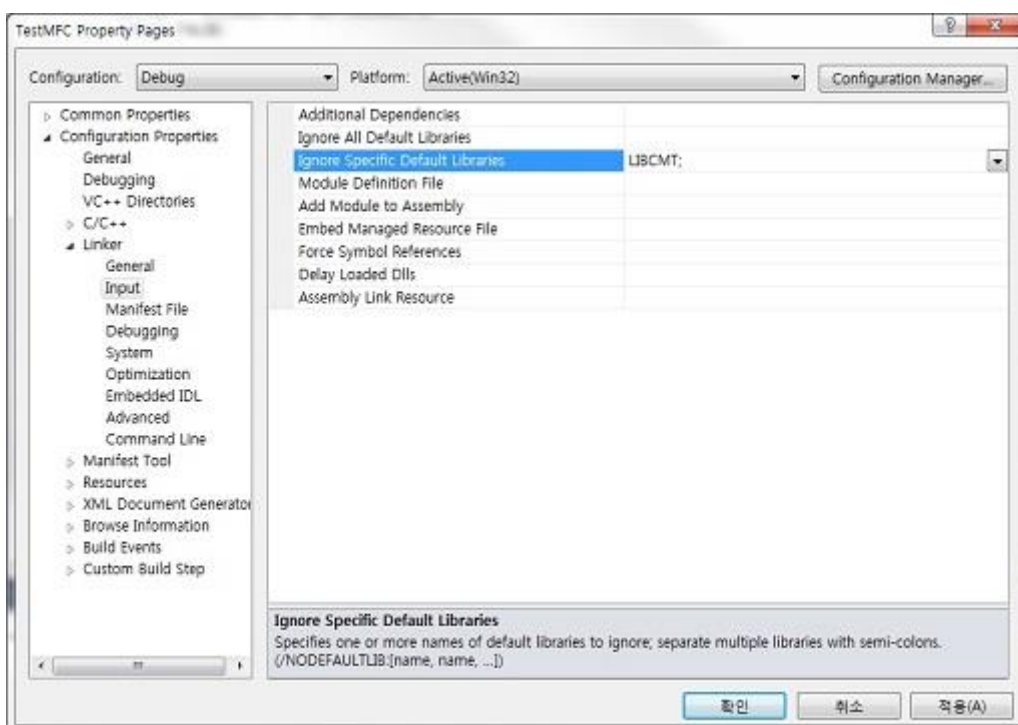 TestMFC Property Pages
Configuration: Debug Platform: Active(Win32) Configuration Manager...
Common Properties
Configuration Properties
General
Debugging
VC++ Directories
C/C++
Linker
General
Input
Manifest File
Debugging
System
Optimization
Embedded IDL
Advanced
Command Line
Manifest Tool
Resources
XML Document Generator
Browse Information
Build Events
Custom Build Step
Additional Dependencies
Ignore All Default Libraries
Ignore Specific Default Libraries LIBCMT;
Module Definition File
Add Module to Assembly
Embed Managed Resource File
Force Symbol References
Delay Loaded Dlls
Assembly Link Resource
Ignore Specific Default Libraries
Specifies one or more names of default libraries to ignore; separate multiple libraries with semi-colons.
(/NODEFAULTLIB:[name, name, ...])
확인 취소 적용(A)